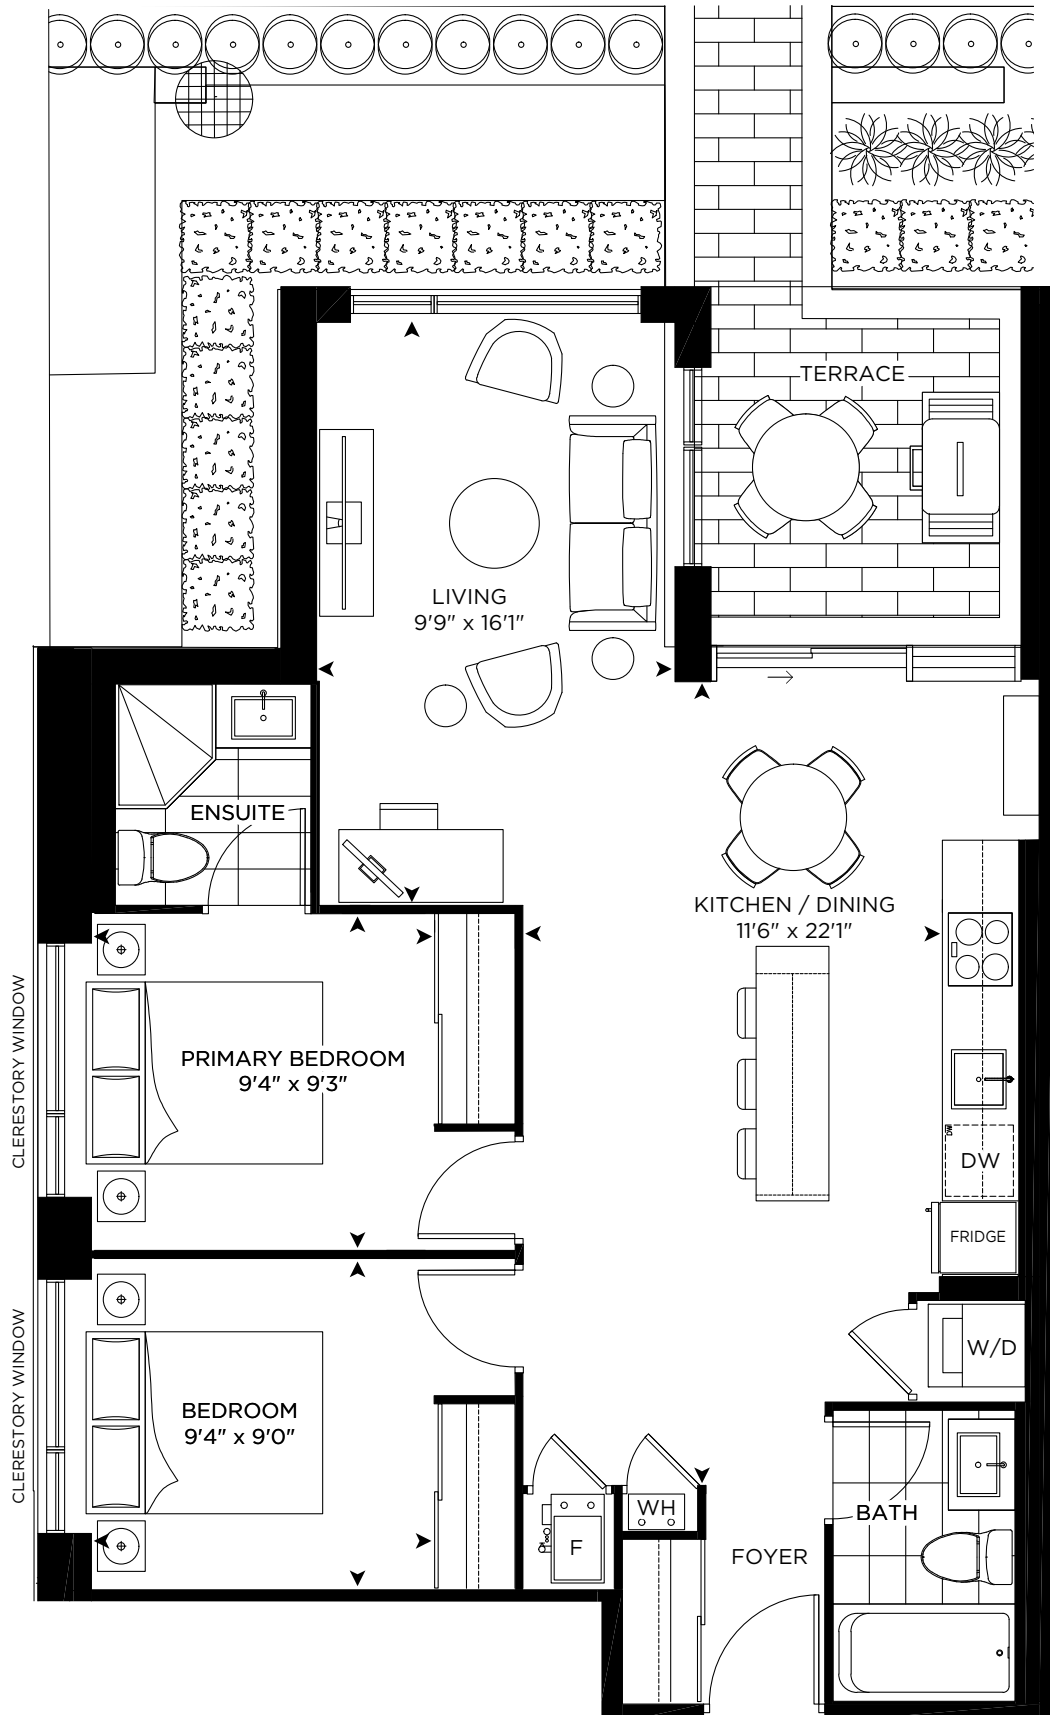 TERRACE
LIVING
9'9" x 16'1"
ENSUITE
KITCHEN / DINING
11'6" x 22'1"
CLERESTORY WINDOW
PRIMARY BEDROOM
9'4" x 9'3"
DW
DW
FRIDGE
W/D
CLERESTORY WINDOW
BEDROOM
9'4" x 9'0"
WH
BATH
F
FOYER